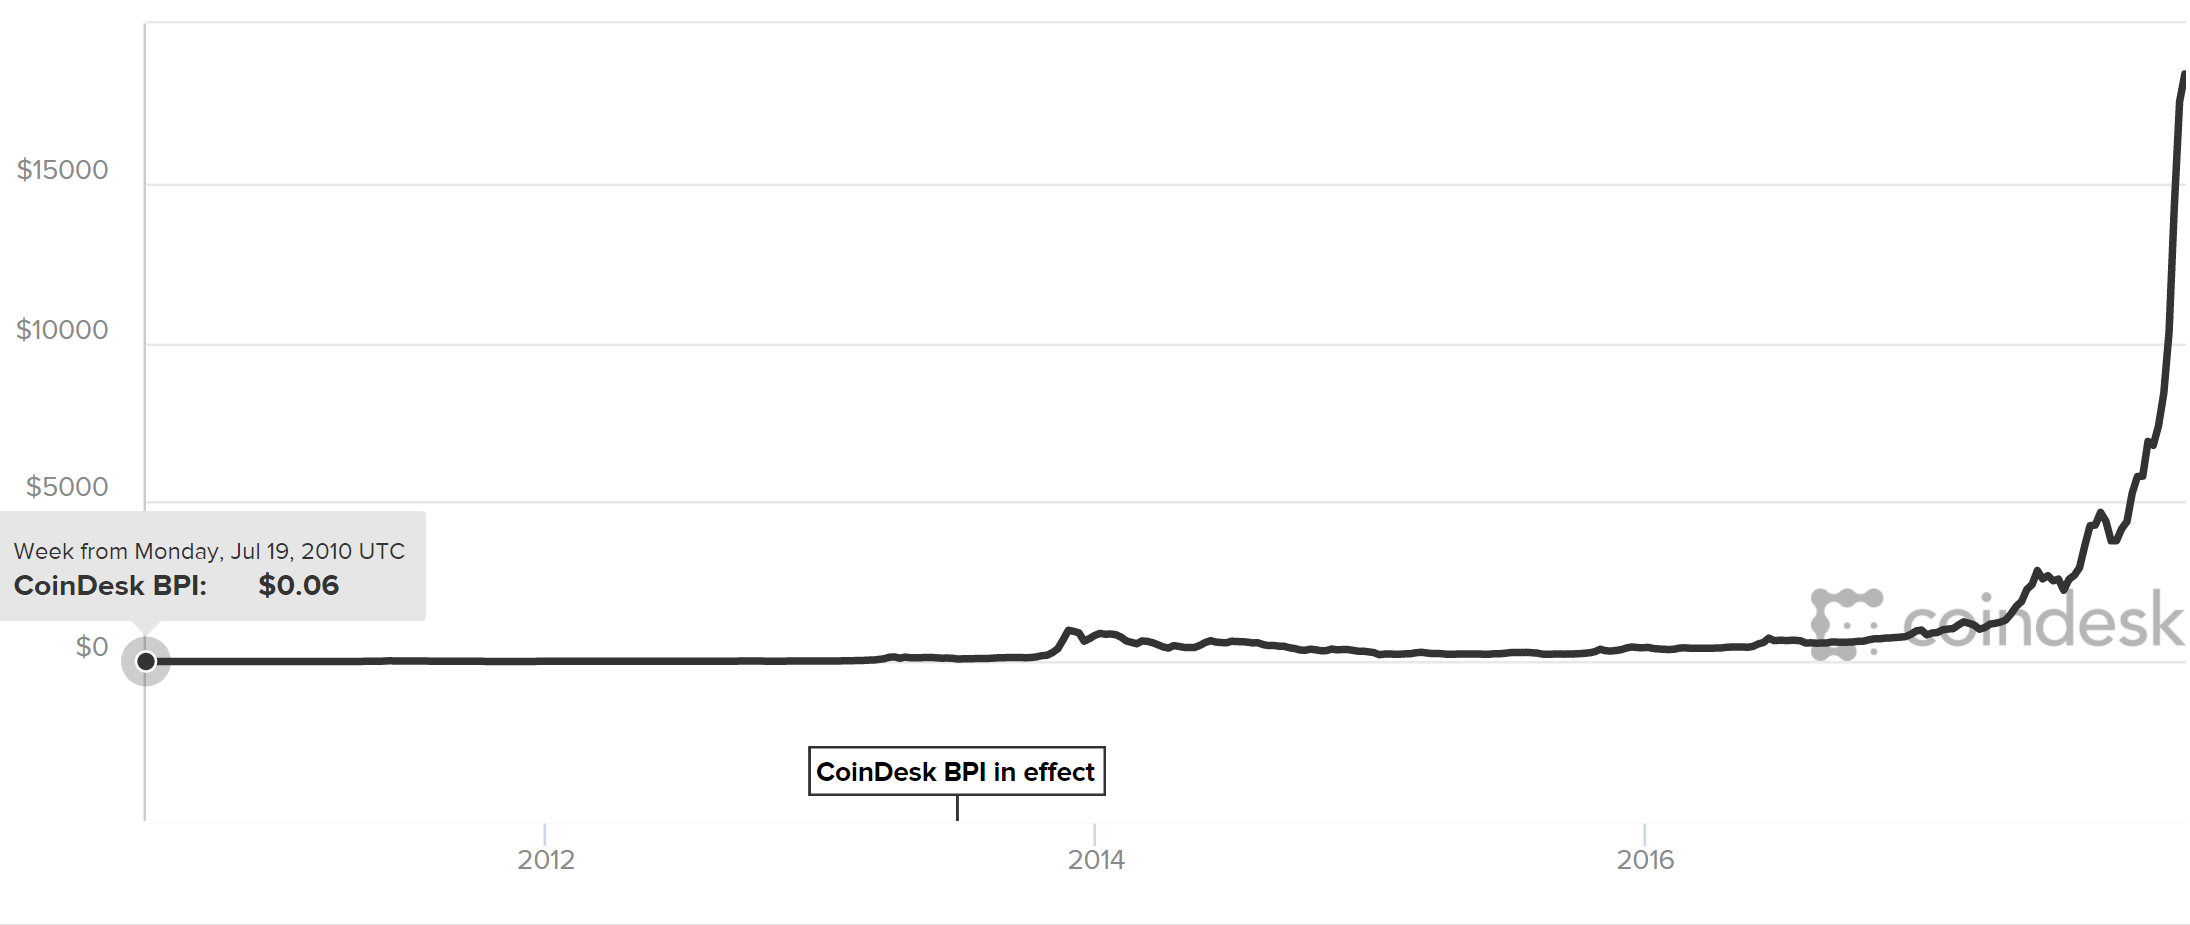 $15000
$10000
$5000
Week from Monday, Jul 19, 2010 UTC
CoinDesk BPI: $0.06
$0
coindesk
CoinDesk BPI in effect
2012 2014 2016